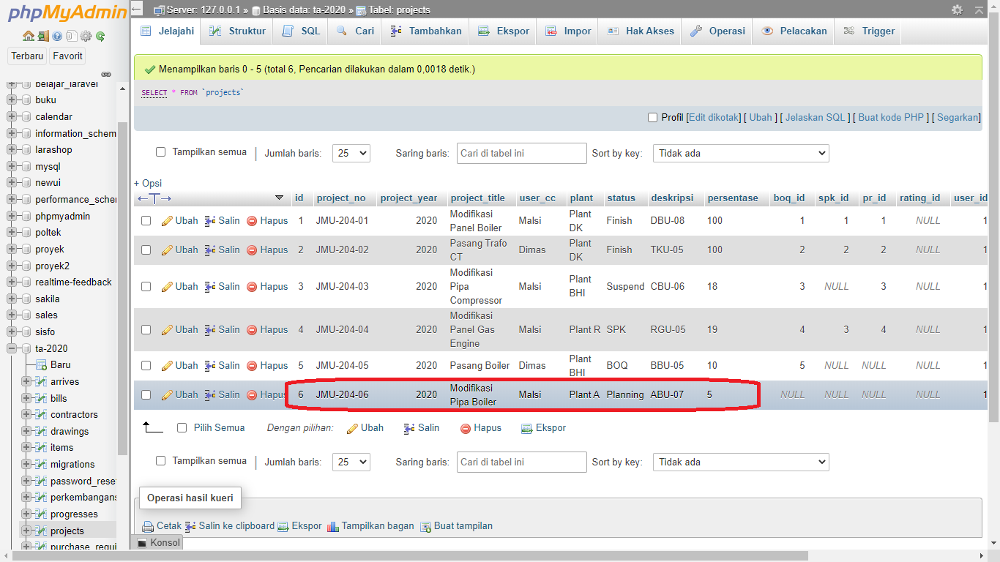 phpMyAdmin
Server: 127.0.0.1 » Basis data: ta-2020 » Tabel: projects
Jelajahi Struktur SQL Cari Tambahkan Ekspor Impor Hak Akses Operasi Pelacakan Trigger
Terbaru Favorit
belajar_laravel
buku
calendar
information_schem
larashop
mysql
newui
performance_scher
phpmyadmin
poltek
proyek
proyek2
realtime-feedback
sakila
sales
sisfo
ta-2020
Baru
arrives
bills
contractors
drawings
items
migrations
password_reset
perkembangans
progresses
projects
purchase_requi
Menampilkan baris 0 - 5 (total 6, Pencarian dilakukan dalam 0,0018 detik.)
SELECT * FROM `projects`
Profil [Edit dikotak] [ Ubah ] [ Jelaskan SQL ] [ Buat kode PHP ] [ Segarkan]
Tampilkan semua | Jumlah baris: 25 Saring baris: Cari di tabel ini Sort by key: Tidak ada
+ Opsi
←T→ id project_no project_year project_title user_cc plant status deskripsi persentase boq_id spk_id pr_id rating_id user_id
Ubah Salin Hapus 1 JMU-204-01 2020 Modifikasi Panel Boiler Malsi Plant DK Finish DBU-08 100 1 1 1 NULL 1
Ubah Salin Hapus 2 JMU-204-02 2020 Pasang Trafo CT Dimas Plant DK Finish TKU-05 100 2 2 2 NULL 1
Ubah Salin Hapus 3 JMU-204-03 2020 Modifikasi Pipa Compressor Malsi Plant BHI Suspend CBU-06 18 3 NULL 3 NULL 1
Ubah Salin Hapus 4 JMU-204-04 2020 Modifikasi Panel Gas Engine Malsi Plant R SPK RGU-05 19 4 3 4 NULL 1
Ubah Salin Hapus 5 JMU-204-05 2020 Pasang Boiler Dimas Plant BHI BOQ BBU-05 10 5 NULL NULL NULL 1
Ubah Salin Hapus 6 JMU-204-06 2020 Modifikasi Pipa Boiler Malsi Plant A Planning ABU-07 5 NULL NULL NULL NULL 1
Pilih Semua Dengan pilihan: Ubah Salin Hapus Ekspor
Tampilkan semua | Jumlah baris: 25 Saring baris: Cari di tabel ini Sort by key: Tidak ada
Operasi hasil kueri
Cetak Salin ke clipboard Ekspor Tampilkan bagan Buat tampilan
Konsol